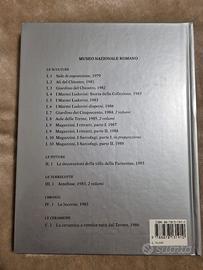 MUSEO NAZIONALE ROMANO
LE SCULTURE
I, 1 Sale di esposizione, 1979
I, 2 Ali del Chiostro, 1981
I, 3 Giardino del Chiostro, 1982
I, 4 I Marmi Ludovisi: Storia della Collezione, 1983
I, 5 I Marmi Ludovisi, 1983
I, 6 I Marmi Ludovisi dispersi, 1986
I, 7 Giardino del Cinquecento, 1984, 2 volumi
I, 8 Aule delle Terme, 1985, 2 volumi
I, 9 Magazzini, I ritratti, parte I, 1987
I, 9 Magazzini, I ritratti, parte II, 1988
I, 10 Magazzini, I Sarcofagi, parte I,
I, 10 Magazzini, I Sarcofagi, parte II, 1988
LE PITTURE
II, 1 Le decorazioni della villa della Farnesina, 1982
LE TERRECOTTE
III, 1 Antefisse, 1983, 2 volumi
I BRONZI
IV, 1 Le lucerne, 1983
LE CERAMICHE
V, 1 La ceramica a vernice nera dal Tevere, 1986
subito